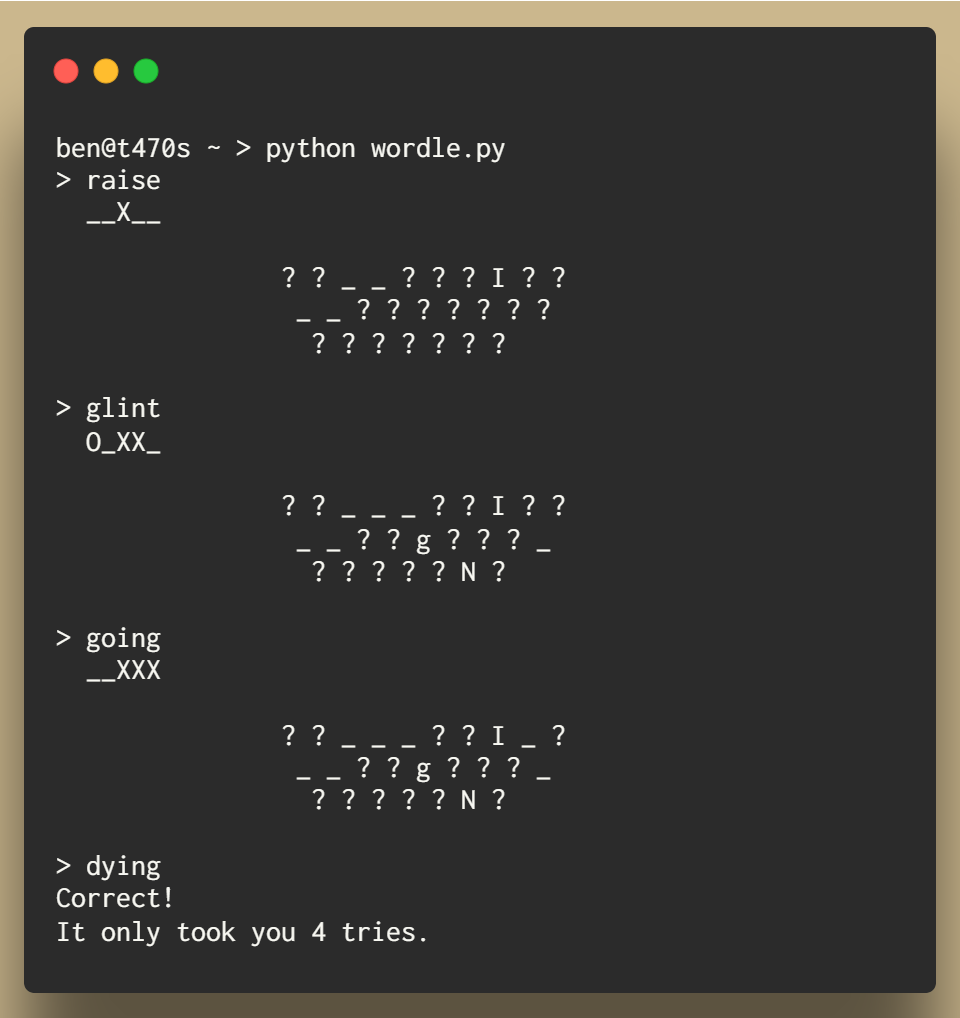 ben@t470s ~ > python wordle.py
> raise
  __X__
? ? _ _ ? ? ? I ? ?
_ _ ? ? ? ? ? ? ?
? ? ? ? ? ? ?
> glint
  O_XX_
? ? _ _ _ ? ? I ? ?
_ _ ? ? g ? ? ? _
? ? ? ? ? N ?
> going
  __XXX
? ? _ _ _ ? ? I _ ?
_ _ ? ? g ? ? ? _
? ? ? ? ? N ?
> dying
Correct!
It only took you 4 tries.